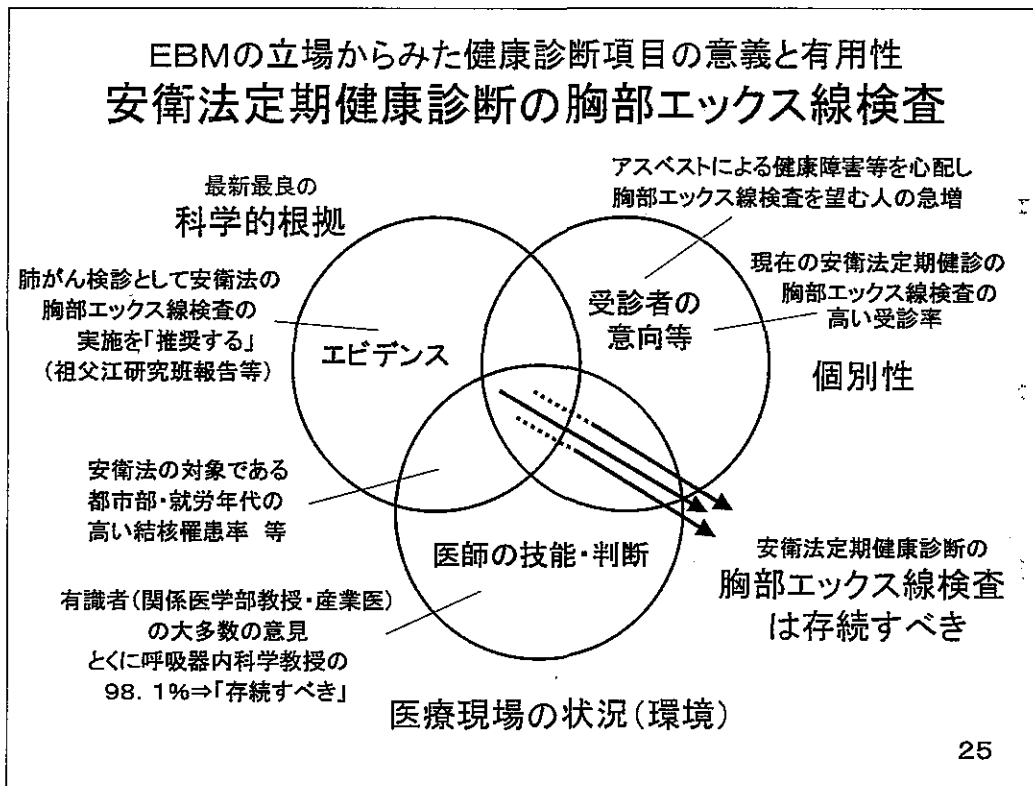 EBMの立場からみた健康診断項目の意義と有用性
安衛法定期健康診断の胸部エックス線検査
最新最良の
科学的根拠
アスベストによる健康障害等を心配し
胸部エックス線検査を望む人の急増
肺がん検診として安衛法の
胸部エックス線検査の
実施を「推奨する」
(祖父江研究班報告等)
エビデンス
受診者の
意向等
現在の安衛法定期健診の
胸部エックス線検査の
高い受診率
個別性
安衛法の対象である
都市部・就労年代の
高い結核罹患率 等
医師の技能・判断
有識者(関係医学部教授・産業医)
の大多数の意見
とくに呼吸器内科学教授の
98. 1%⇒「存続すべき」
安衛法定期健康診断の
胸部エックス線検査
は存続すべき
医療現場の状況(環境)
25